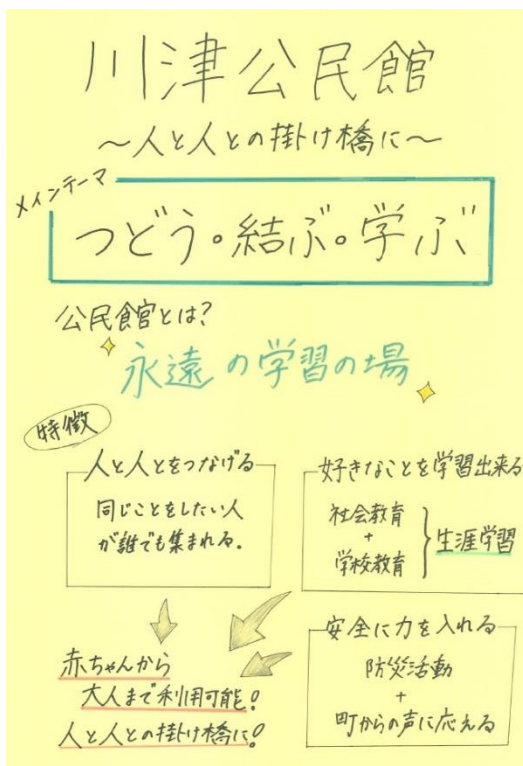 川津公民館
～人と人との掛け橋に～
メインテーマ
つどう。結ぶ。学ぶ
公民館とは?
永遠の学習の場
特徴
人と人とをつなげる
同じことをしたい人
が誰でも集まれる。
好きなことを学習出来る
社会教育
+
学校教育
生涯学習
安全に力を入れる
防災活動
+
町からの声に応える
赤ちゃんから
大人まで利用可能!
人と人との掛け橋に!